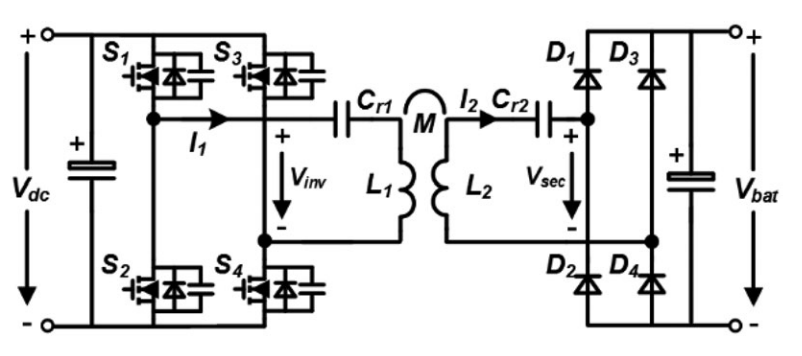 + S1 S3 D1 D3 +
Cr1 I2 Cr2
M
+ I1 + + +
Vdc Vinv L1 L2 Vsec Vbat
- -
S2 S4 D2 D4
- -